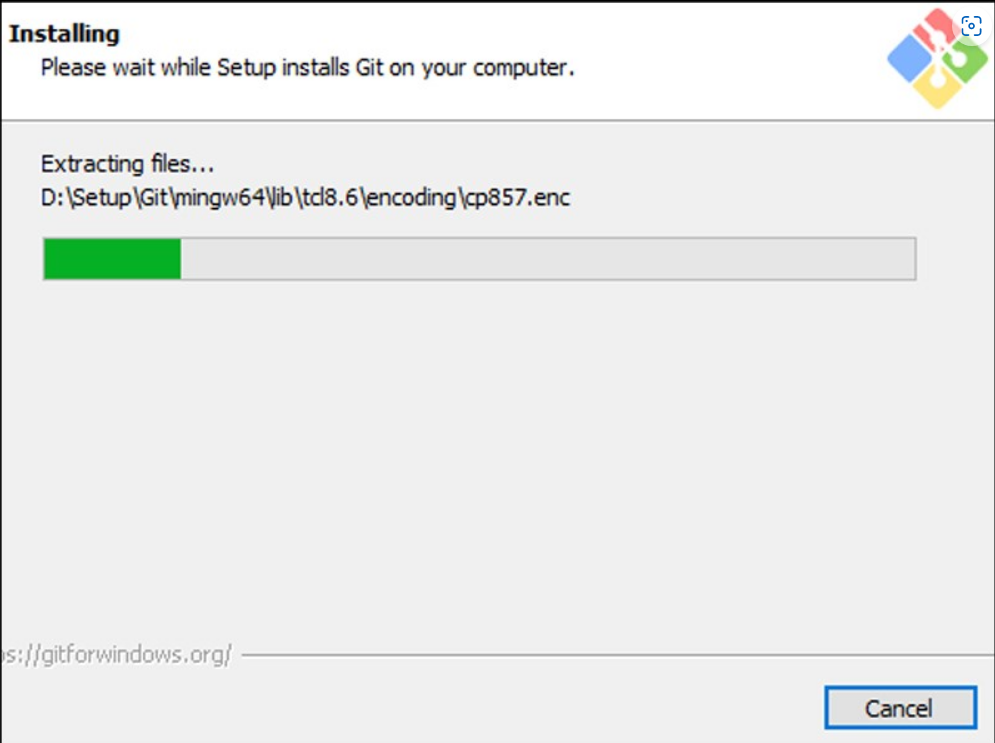 Installing
Please wait while Setup installs Git on your computer.
Extracting files...
D:\Setup\Git\mingw64\lib\tcl8.6\encoding\cp857.enc
ps://gitforwindows.org/
Cancel